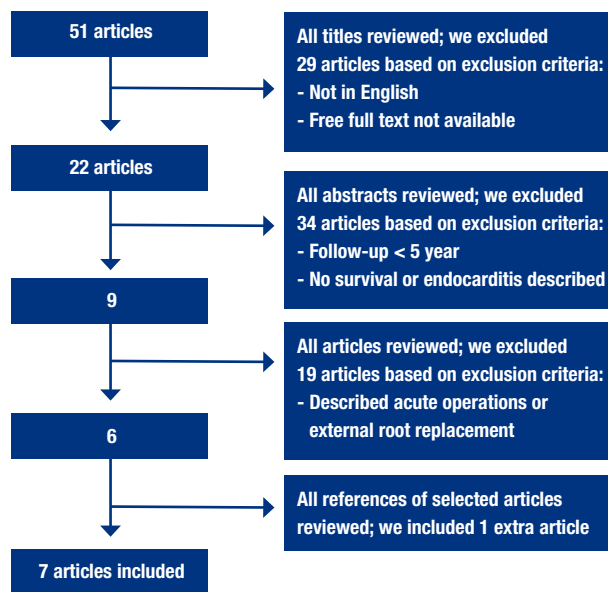 51 articles
All titles reviewed; we excluded
29 articles based on exclusion criteria:
- Not in English
- Free full text not available
22 articles
All abstracts reviewed; we excluded
34 articles based on exclusion criteria:
- Follow-up < 5 year
- No survival or endocarditis described
9
All articles reviewed; we excluded
19 articles based on exclusion criteria:
- Described acute operations or
external root replacement
6
All references of selected articles
reviewed; we included 1 extra article
7 articles included